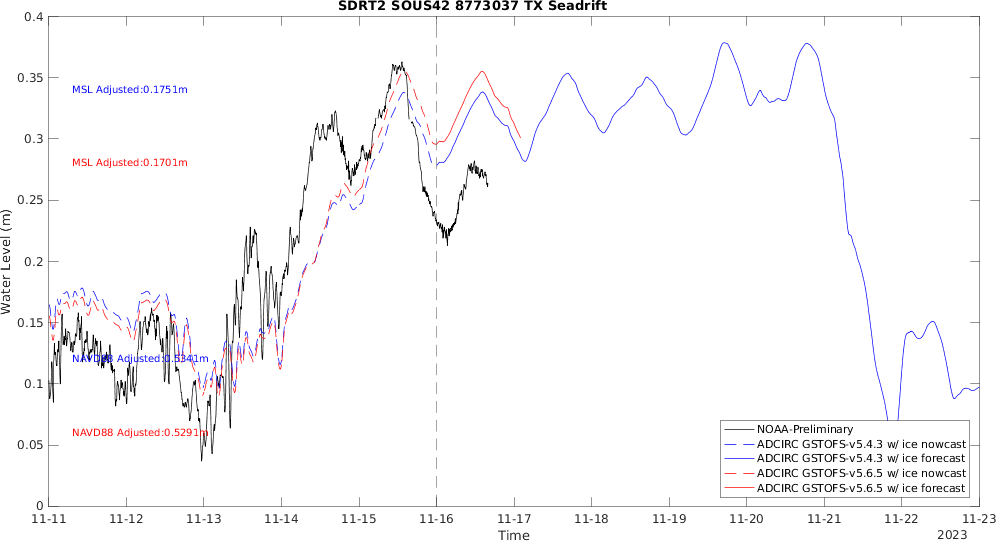 SDRT2 SOUS42 8773037 TX Seadrift
0.4
0.35
0.3
0.25
0.2
0.15
0.1
0.05
0
Water Level (m)
MSL Adjusted:0.1751m
MSL Adjusted:0.1701m
NAVD88 Adjusted:0.5341m
NAVD88 Adjusted:0.5291m
NOAA-Preliminary
ADCIRC GSTOFS-v5.4.3 w/ ice nowcast
ADCIRC GSTOFS-v5.4.3 w/ ice forecast
ADCIRC GSTOFS-v5.6.5 w/ ice nowcast
ADCIRC GSTOFS-v5.6.5 w/ ice forecast
11-11 11-12 11-13 11-14 11-15 11-16 11-17 11-18 11-19 11-20 11-21 11-22 11-23
Time
2023